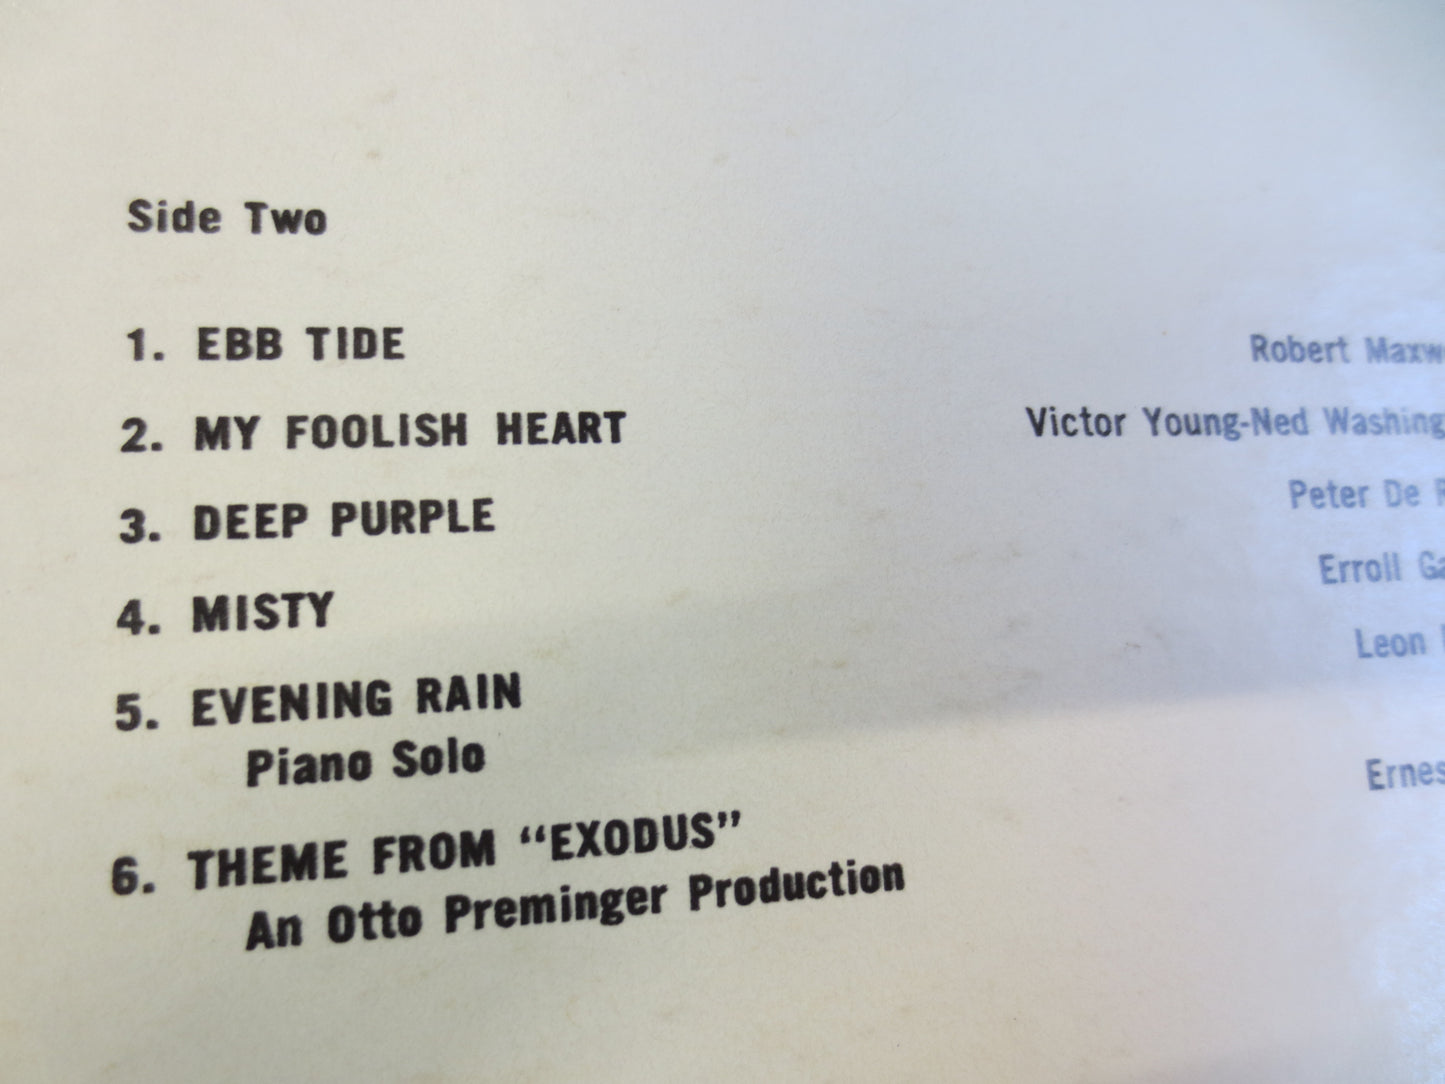 Side Two
1. EBB TIDE Robert
2. MY FOOLISH HEART Victor Young-Ned
3. DEEP PURPLE Peter De
4. MISTY Erroll
5. EVENING RAIN Leon
Piano Solo
6. THEME FROM “EXODUS”
An Otto Preminger Production